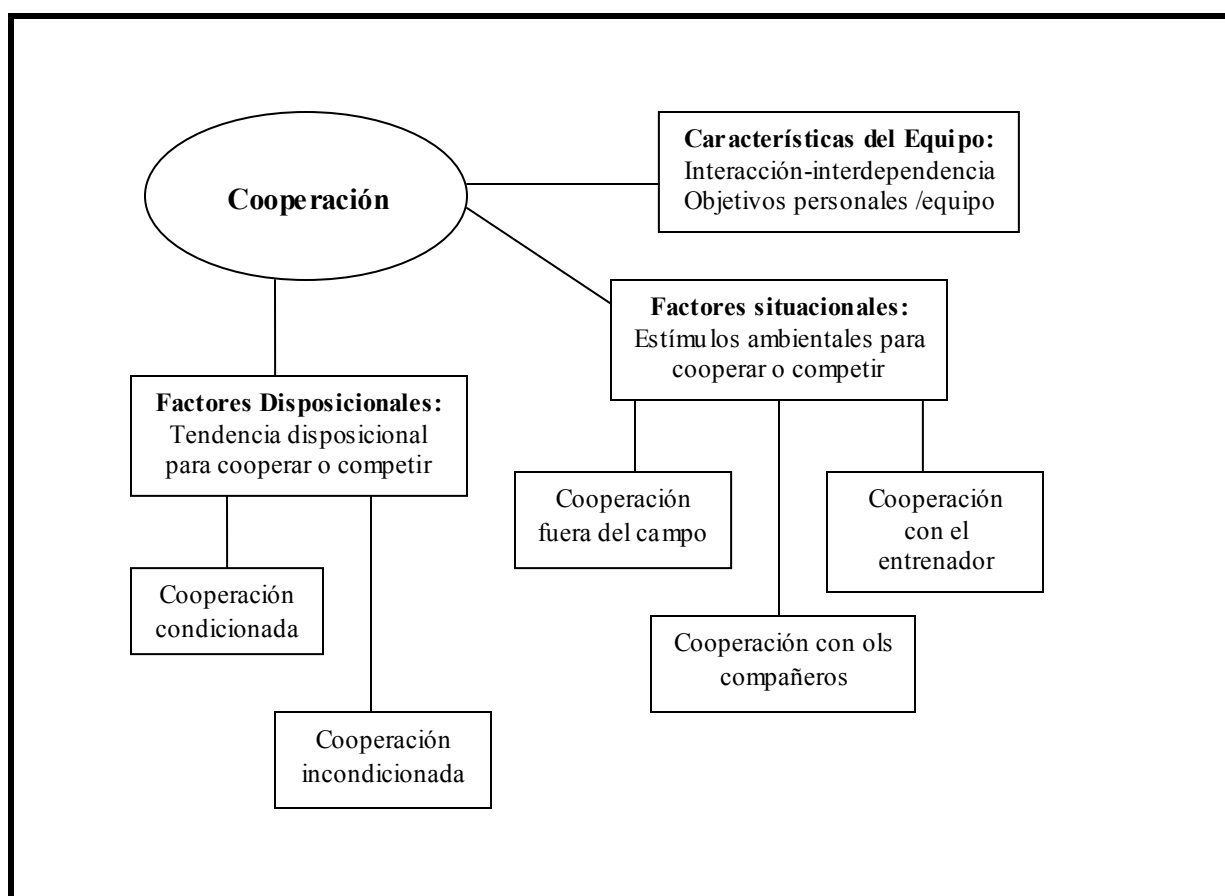 Cooperación
Característicias del Equipo:
Interacción-interdependencia
Objetivos personales /equipo
Factores situacionales:
Estímulos ambientales para
cooperar o competir
Factores Disposicionales:
Tendencia disposicional
para cooperar o competir
Cooperación
fuera del campo
Cooperación
con el
entrenador
Cooperación
condicionada
Cooperación con ols
compañeros
Cooperación
incondicionada